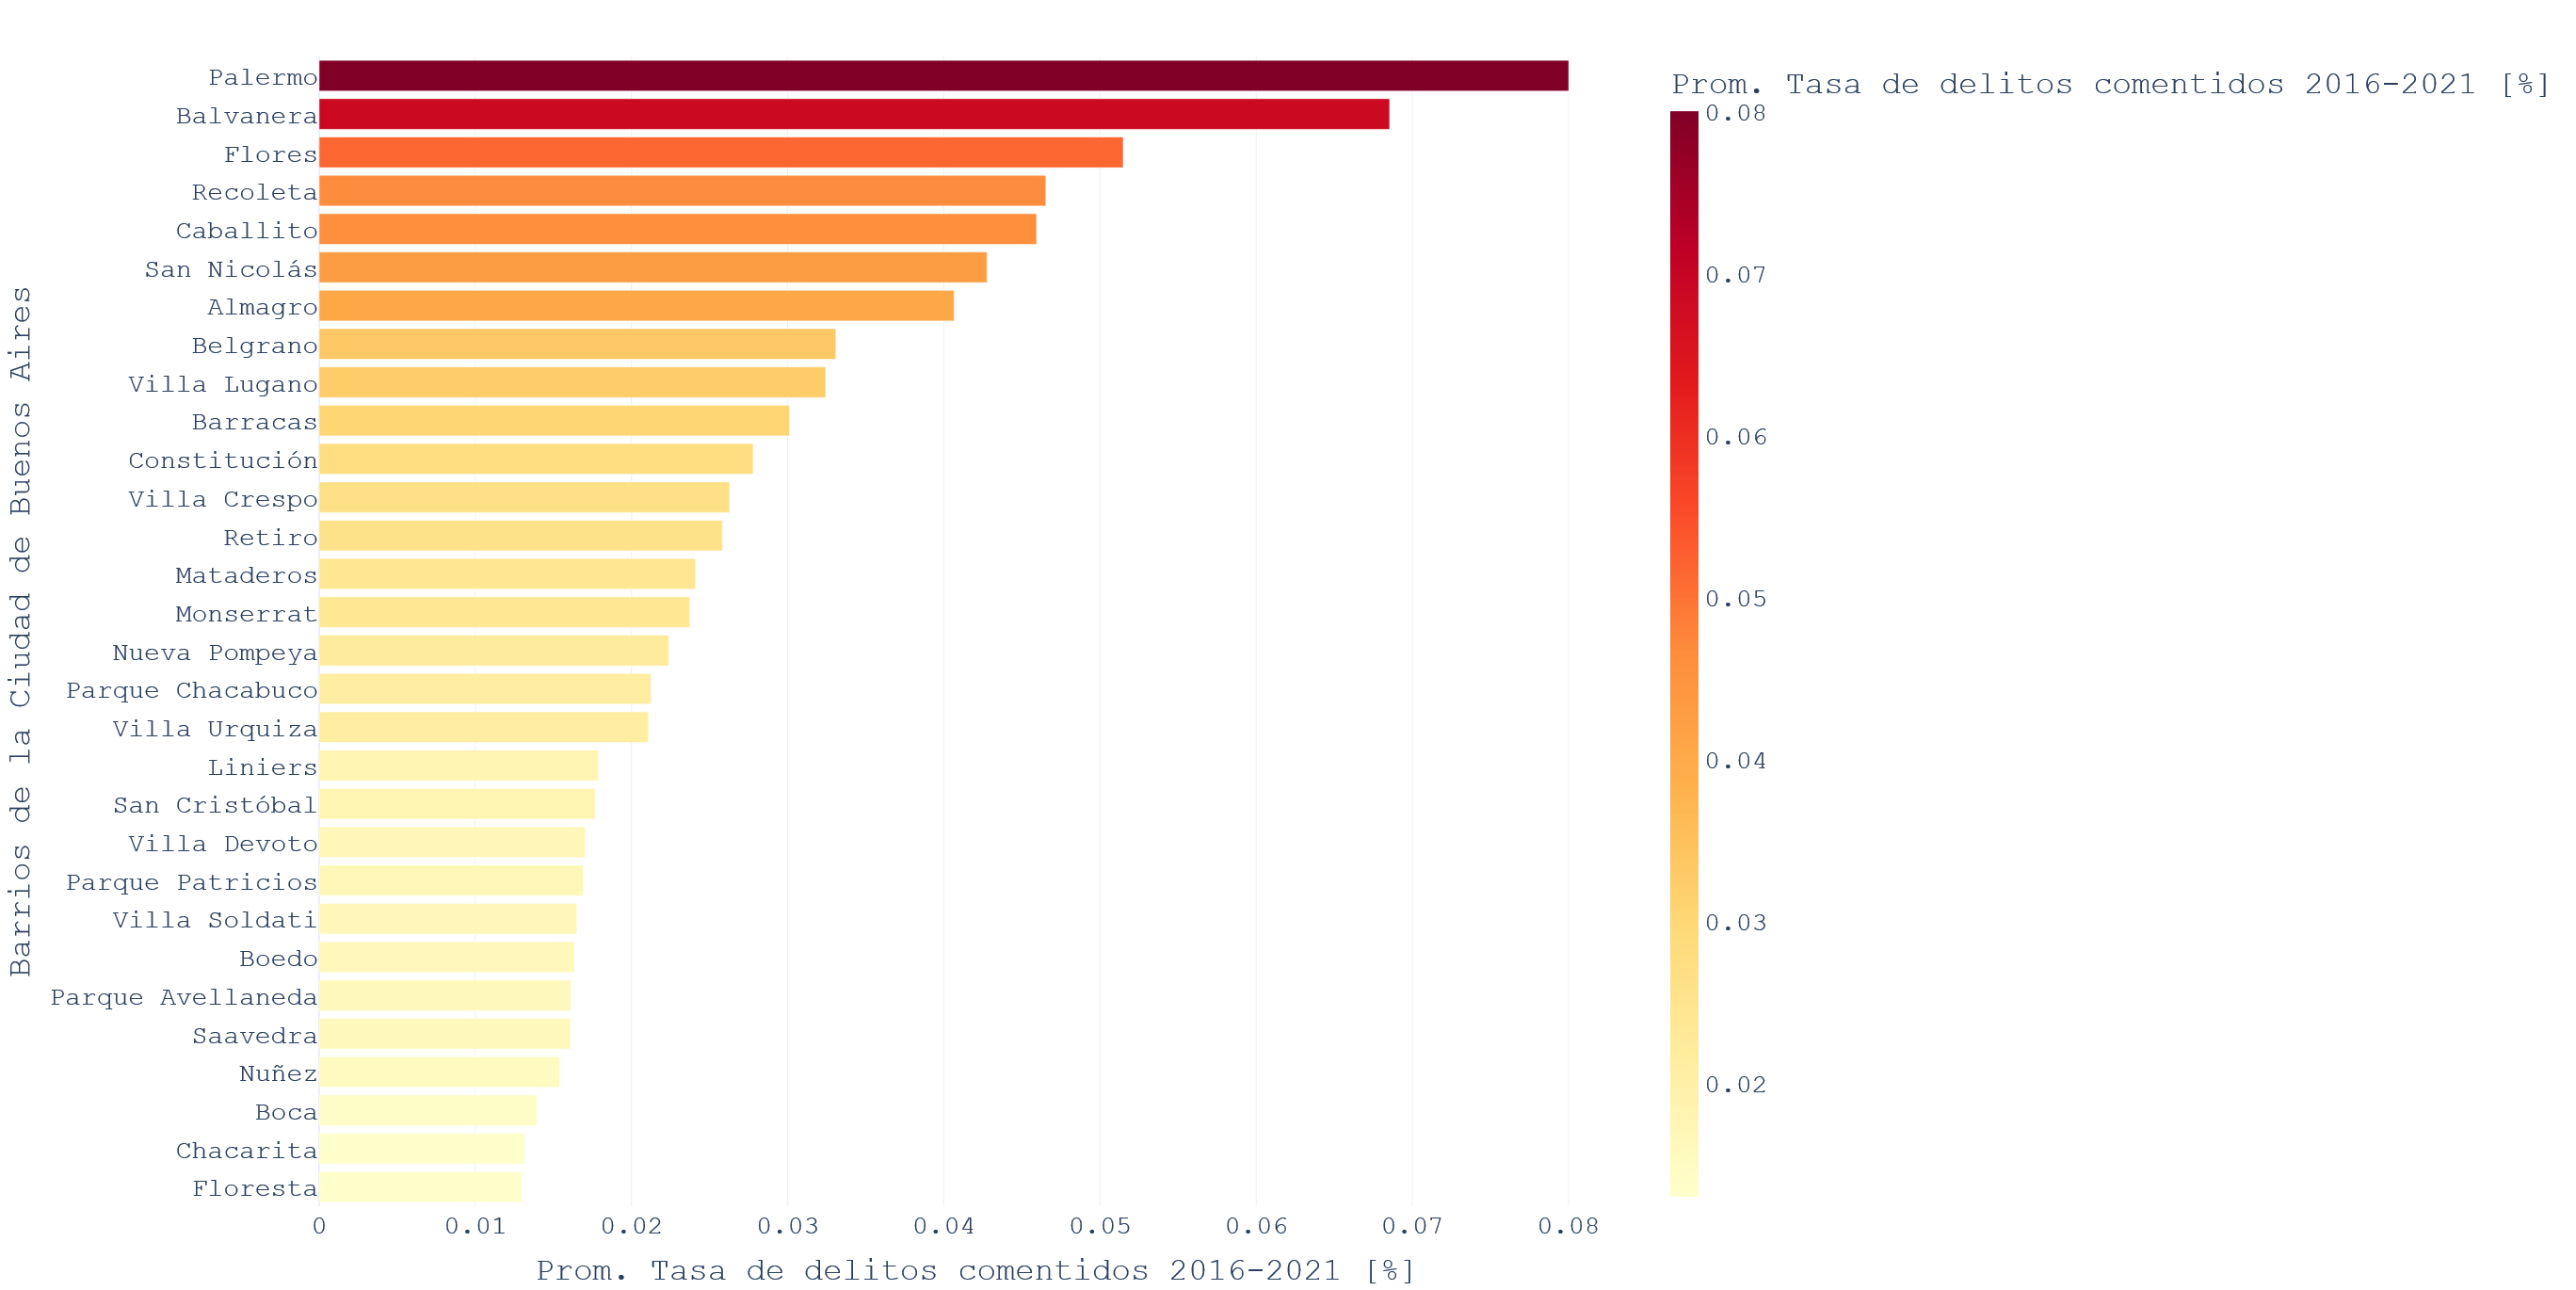 Barrios de la Ciudad de Buenos Aires
Palermo
Balvanera
Flores
Recoleta
Caballito
San Nicolás
Almagro
Belgrano
Villa Lugano
Barracas
Constitución
Villa Crespo
Retiro
Mataderos
Monserrat
Nueva Pompeya
Parque Chacabuco
Villa Urquiza
Liniers
San Cristóbal
Villa Devoto
Parque Patricios
Villa Soldati
Boedo
Parque Avellaneda
Saavedra
Nuñez
Boca
Chacarita
Floresta
0 0.01 0.02 0.03 0.04 0.05 0.06 0.07 0.08
Prom. Tasa de delitos comentidos 2016-2021 [%]
Prom. Tasa de delitos comentidos 2016-2021 [%]
0.08
0.07
0.06
0.05
0.04
0.03
0.02